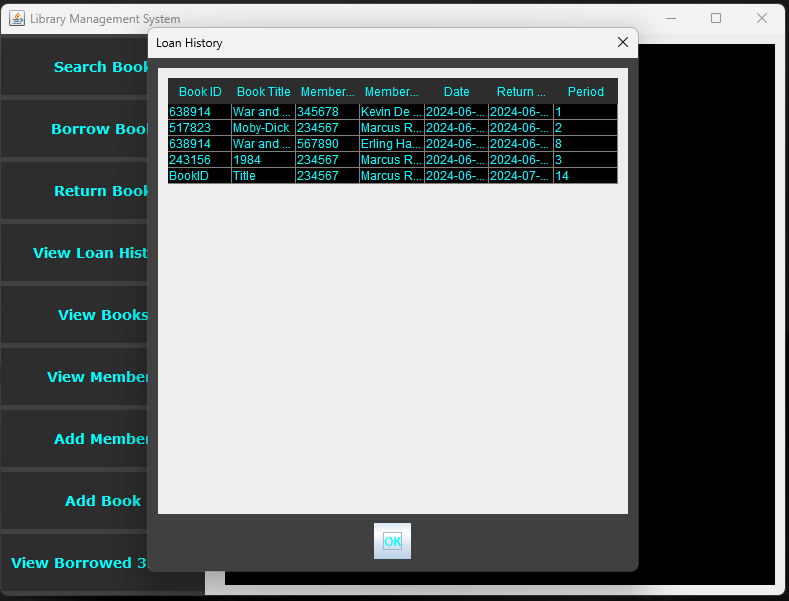 Library Management System
Loan History
Search Book
Borrow Boo
Return Book
View Loan Hist
View Books
View Member
Add Member
Add Book
View Borrowed 3
Book ID Book Title Member... Member... Date Return ... Period
638914 War and ... 345678 Kevin De ... 2024-06-... 2024-06-... 1
517823 Moby-Dick 234567 Marcus R... 2024-06-... 2024-06-... 2
638914 War and ... 567890 Erling Ha... 2024-06-... 2024-06-... 8
243156 1984 234567 Marcus R... 2024-06-... 2024-06-... 3
BookID Title 234567 Marcus R... 2024-06-... 2024-07-... 14
OK